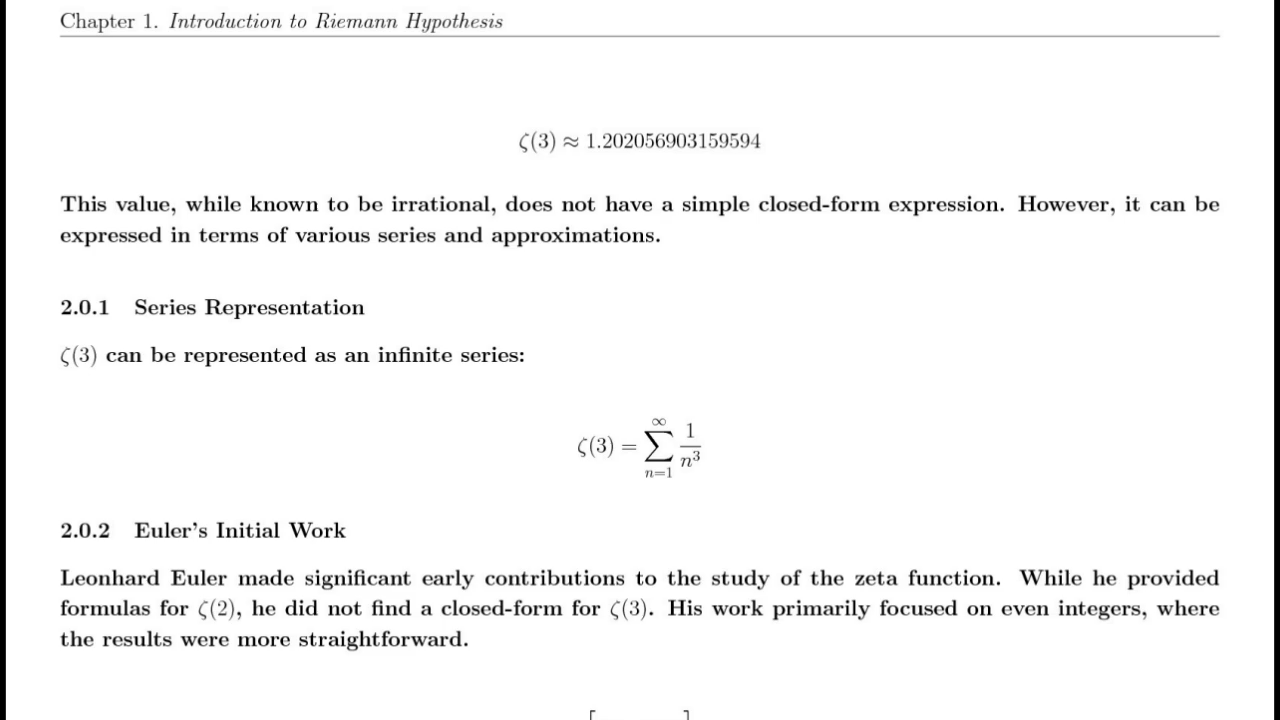 Chapter 1. Introduction to Riemann Hypothesis
ζ(3) ≈ 1.202056903159594
This value, while known to be irrational, does not have a simple closed-form expression. However, it can be
expressed in terms of various series and approximations.
2.0.1 Series Representation
ζ(3) can be represented as an infinite series:
ζ(3) = ∑_{n=1}^{∞} 1/n³
2.0.2 Euler's Initial Work
Leonhard Euler made significant early contributions to the study of the zeta function. While he provided
formulas for ζ(2), he did not find a closed-form for ζ(3). His work primarily focused on even integers, where
the results were more straightforward.